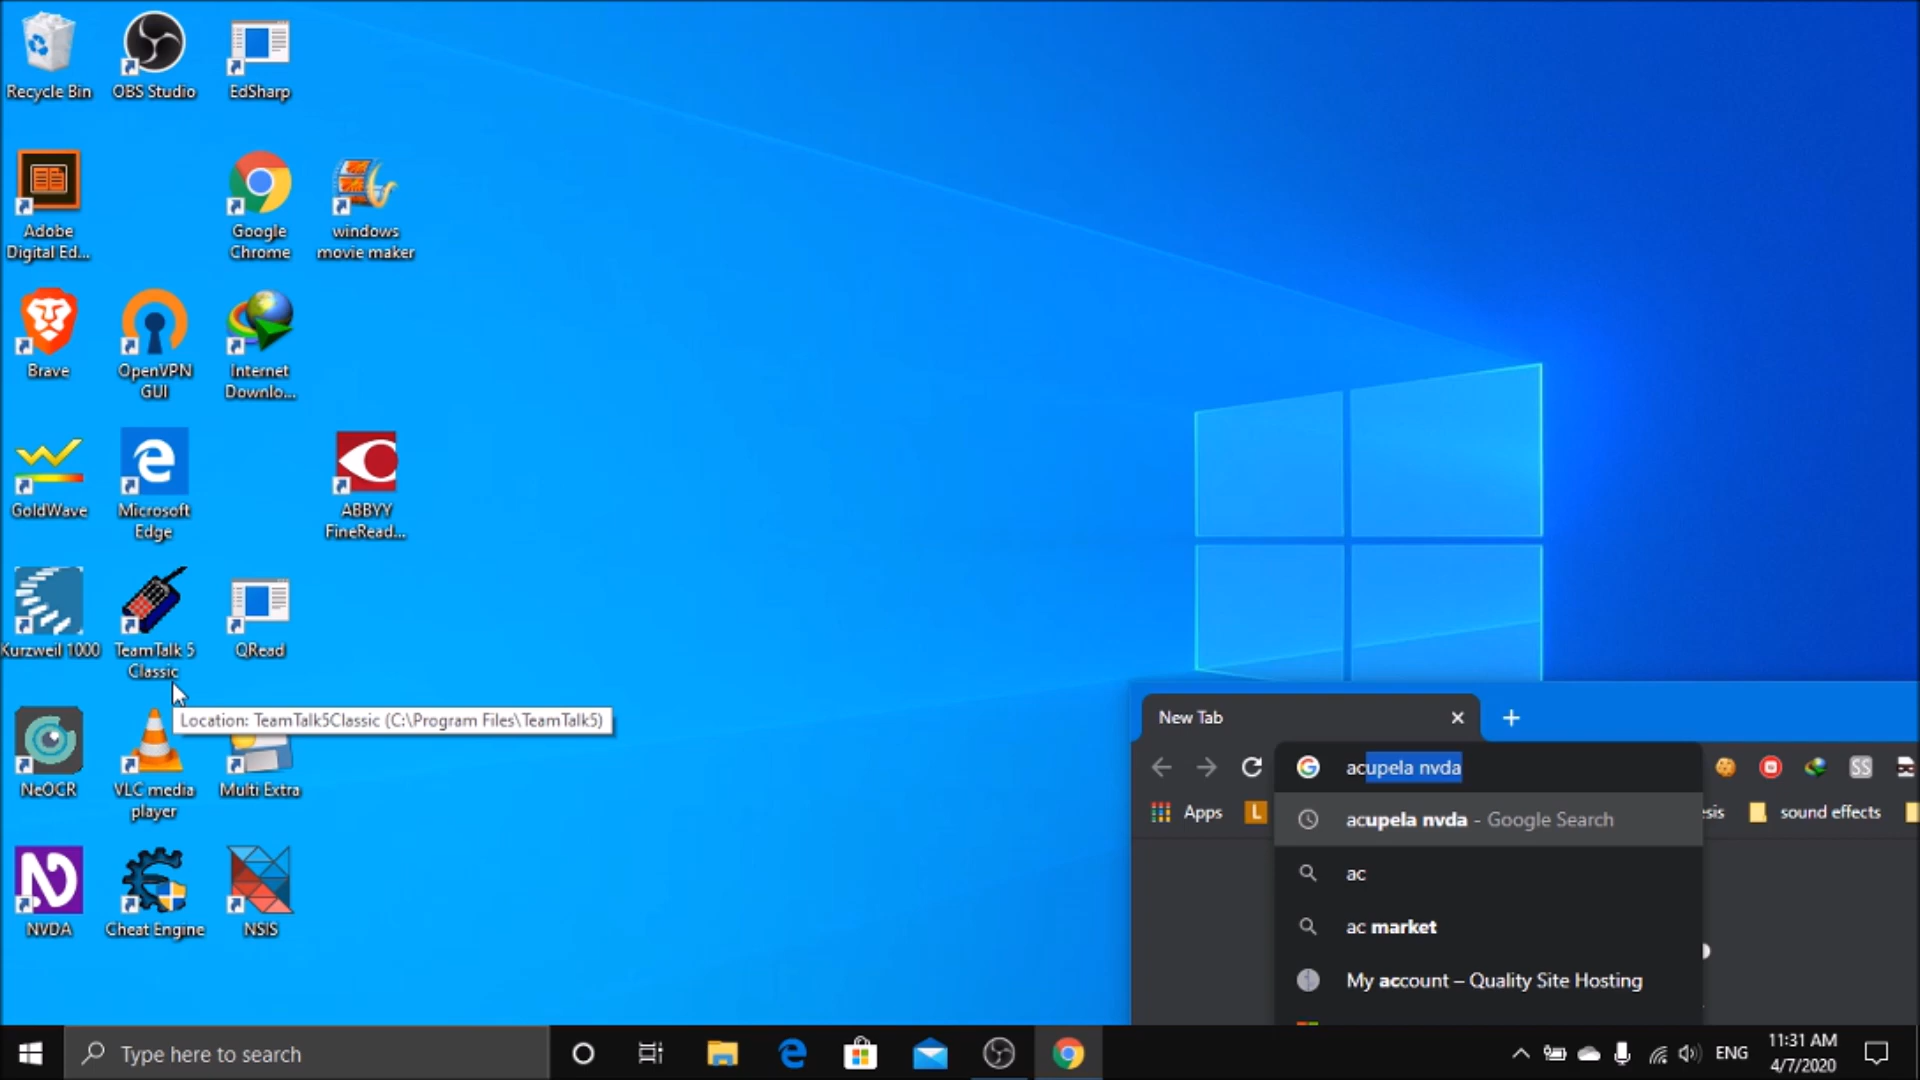 Recycle Bin
OBS Studio
EdSharp
Adobe
Digital Ed...
Google
Chrome
windows
movie maker
Brave
OpenVPN
GUI
Internet
Downlo...
GoldWave
Microsoft
Edge
ABBYY
FineRead...
Kurzweil 1000
TeamTalk 5
Classic
QRead
Location: TeamTalk5Classic (C:\Program Files\TeamTalk5)
NeOCR
VLC media
player
Multi Extra
NVDA
Cheat Engine
NSIS
New Tab
acupela nvda
SS
Apps
L
sound effects
acupela nvda - Google Search
ac
ac market
My account – Quality Site Hosting
Type here to search
ENG
11:31 AM
4/7/2020